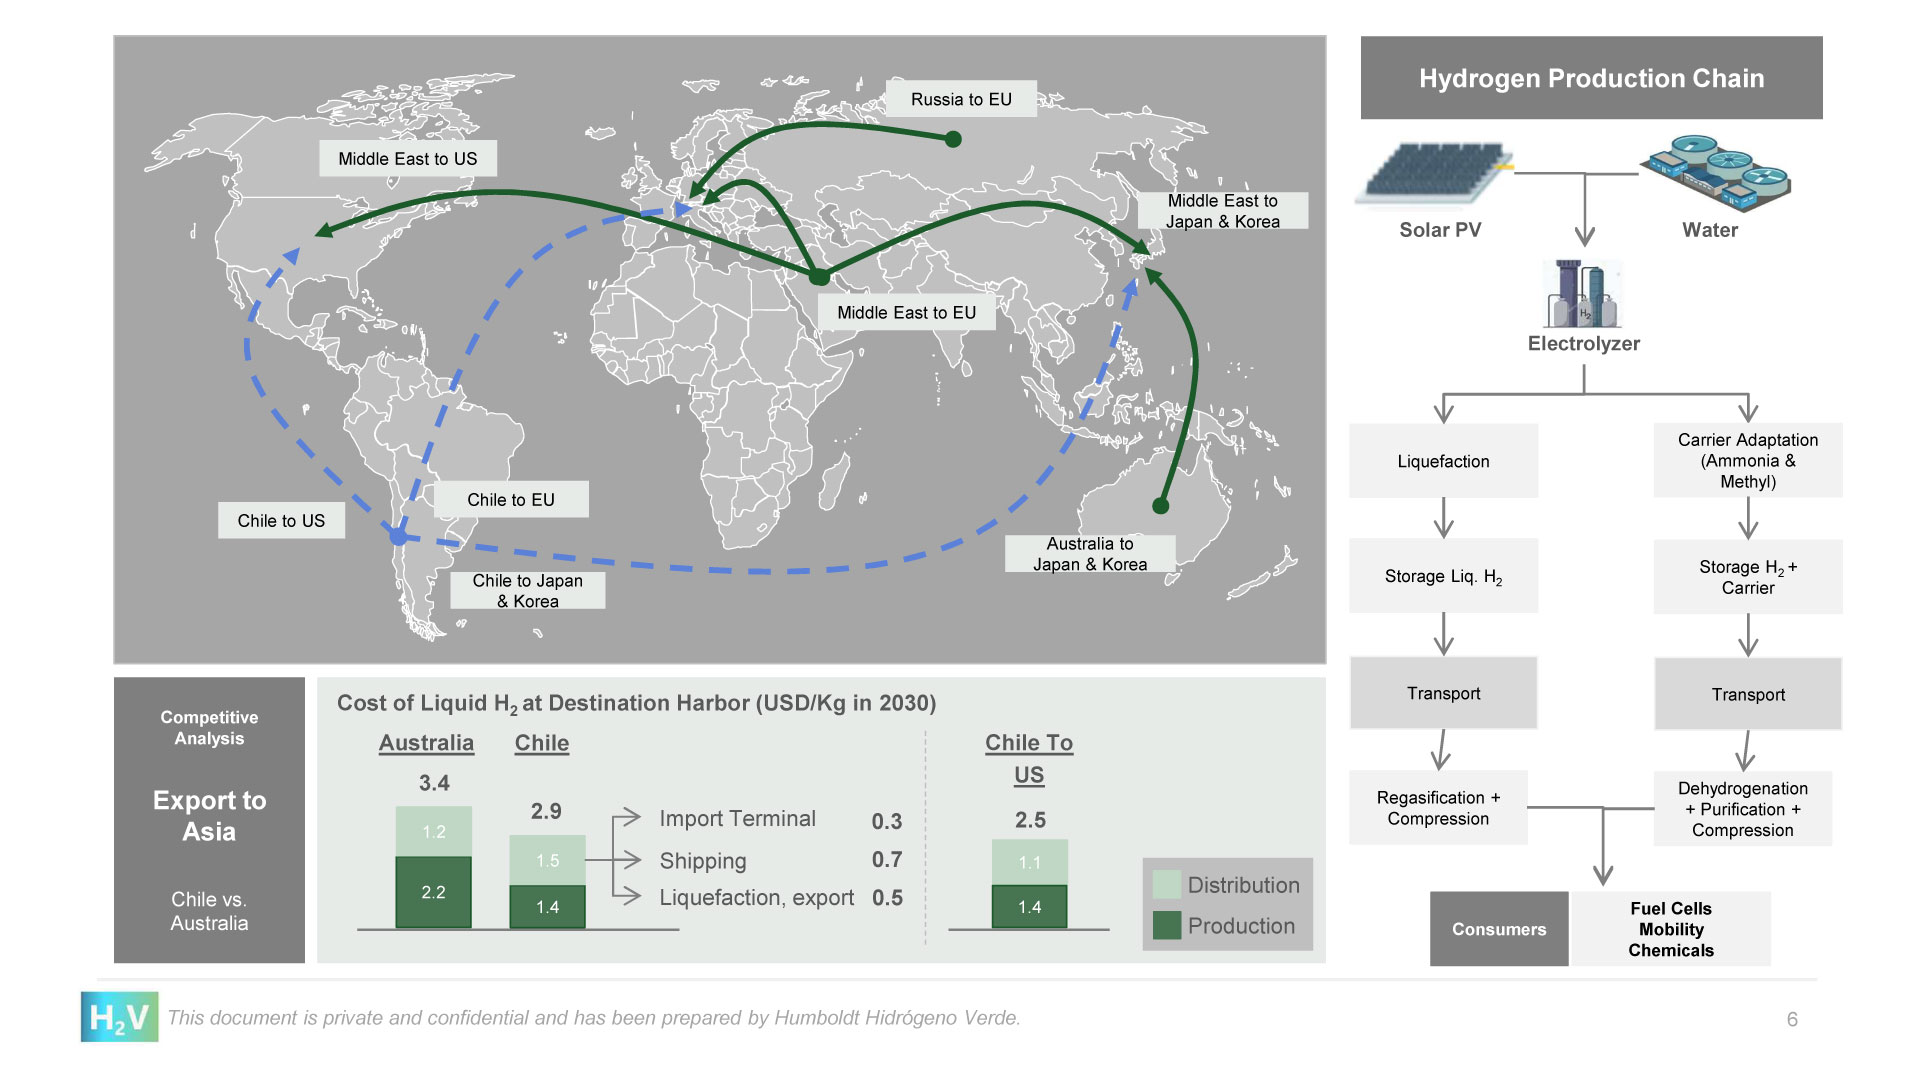 Russia to EU
Middle East to US
Middle East to
Japan & Korea
Middle East to EU
Chile to EU
Chile to US
Australia to
Japan & Korea
Chile to Japan
& Korea
Hydrogen Production Chain
Solar PV
Water
H2
Electrolyzer
Liquefaction
Carrier Adaptation
(Ammonia &
Methyl)
Storage Liq. H2
Storage H2 +
Carrier
Transport
Transport
Regasification +
Compression
Dehydrogenation
+ Purification +
Compression
Consumers
Fuel Cells
Mobility
Chemicals
Competitive
Analysis
Export to
Asia
Chile vs.
Australia
Cost of Liquid H2 at Destination Harbor (USD/Kg in 2030)
Australia
3.4
1.2
2.2
Chile
2.9
1.5
1.4
Import Terminal 0.3
Shipping 0.7
Liquefaction, export 0.5
Chile To
US
2.5
1.1
1.4
Distribution
Production
H2V
This document is private and confidential and has been prepared by Humboldt Hidrógeno Verde.
6